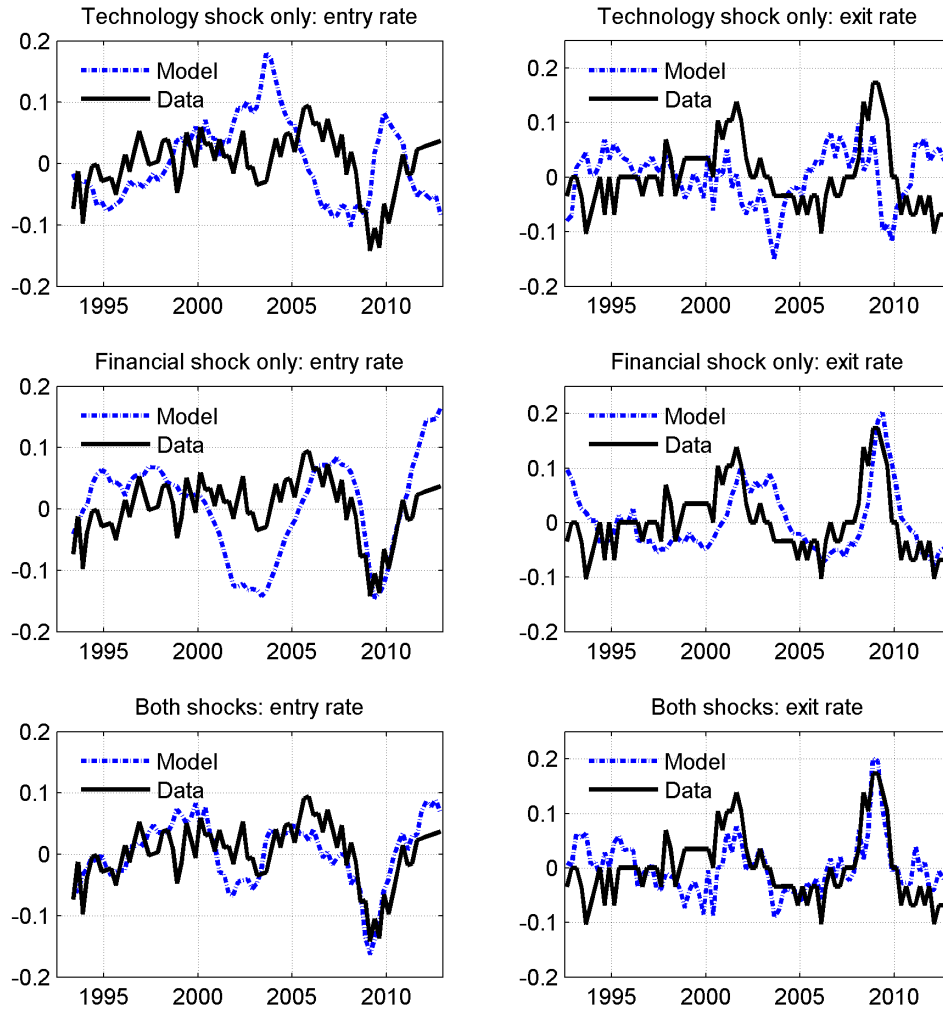 Technology shock only: entry rate
0.2
0.1
0
-0.1
-0.2
Model
Data
1995 2000 2005 2010
Technology shock only: exit rate
0.2
0.1
0
-0.1
-0.2
Model
Data
1995 2000 2005 2010
Financial shock only: entry rate
0.2
0.1
0
-0.1
-0.2
Model
Data
1995 2000 2005 2010
Financial shock only: exit rate
0.2
0.1
0
-0.1
-0.2
Model
Data
1995 2000 2005 2010
Both shocks: entry rate
0.2
0.1
0
-0.1
-0.2
Model
Data
1995 2000 2005 2010
Both shocks: exit rate
0.2
0.1
0
-0.1
-0.2
Model
Data
1995 2000 2005 2010